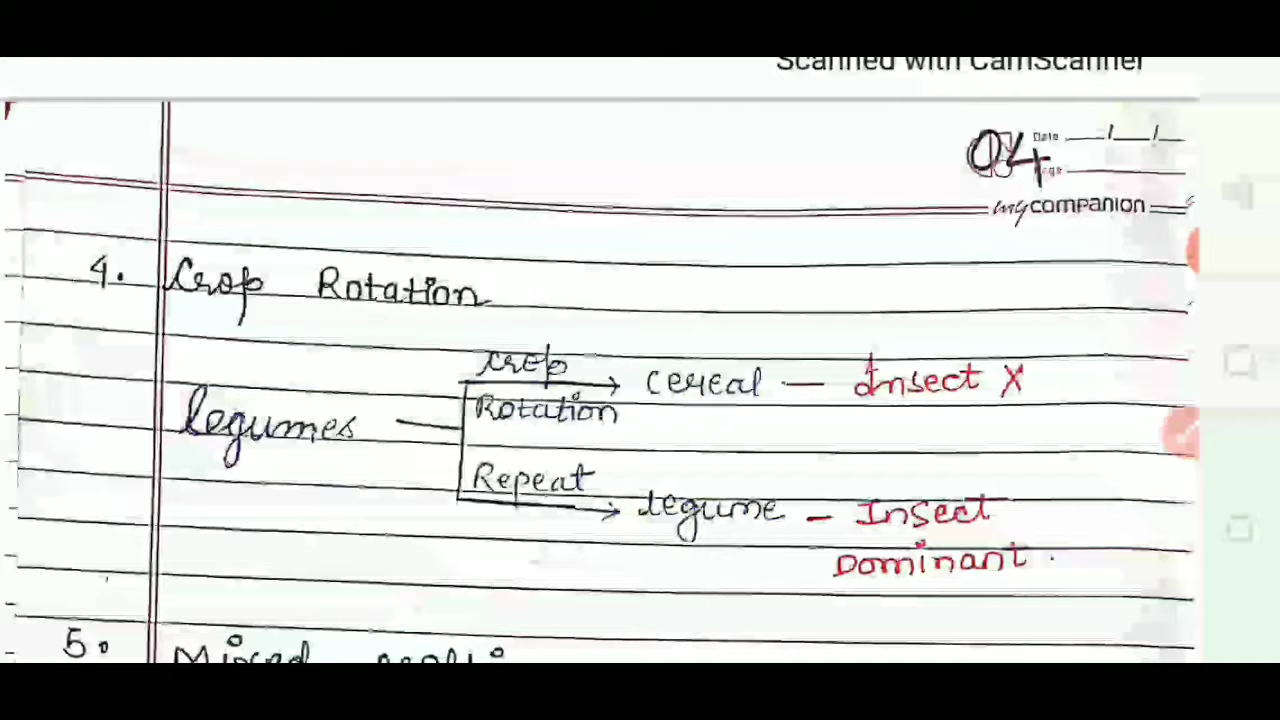 Scanned with CamScanner
04
Date
my companion
4. Crop Rotation
Crop
cereal — Insect X
Rotation
legumes
Repeat
legume — Insect
Dominant.
5. Mixed